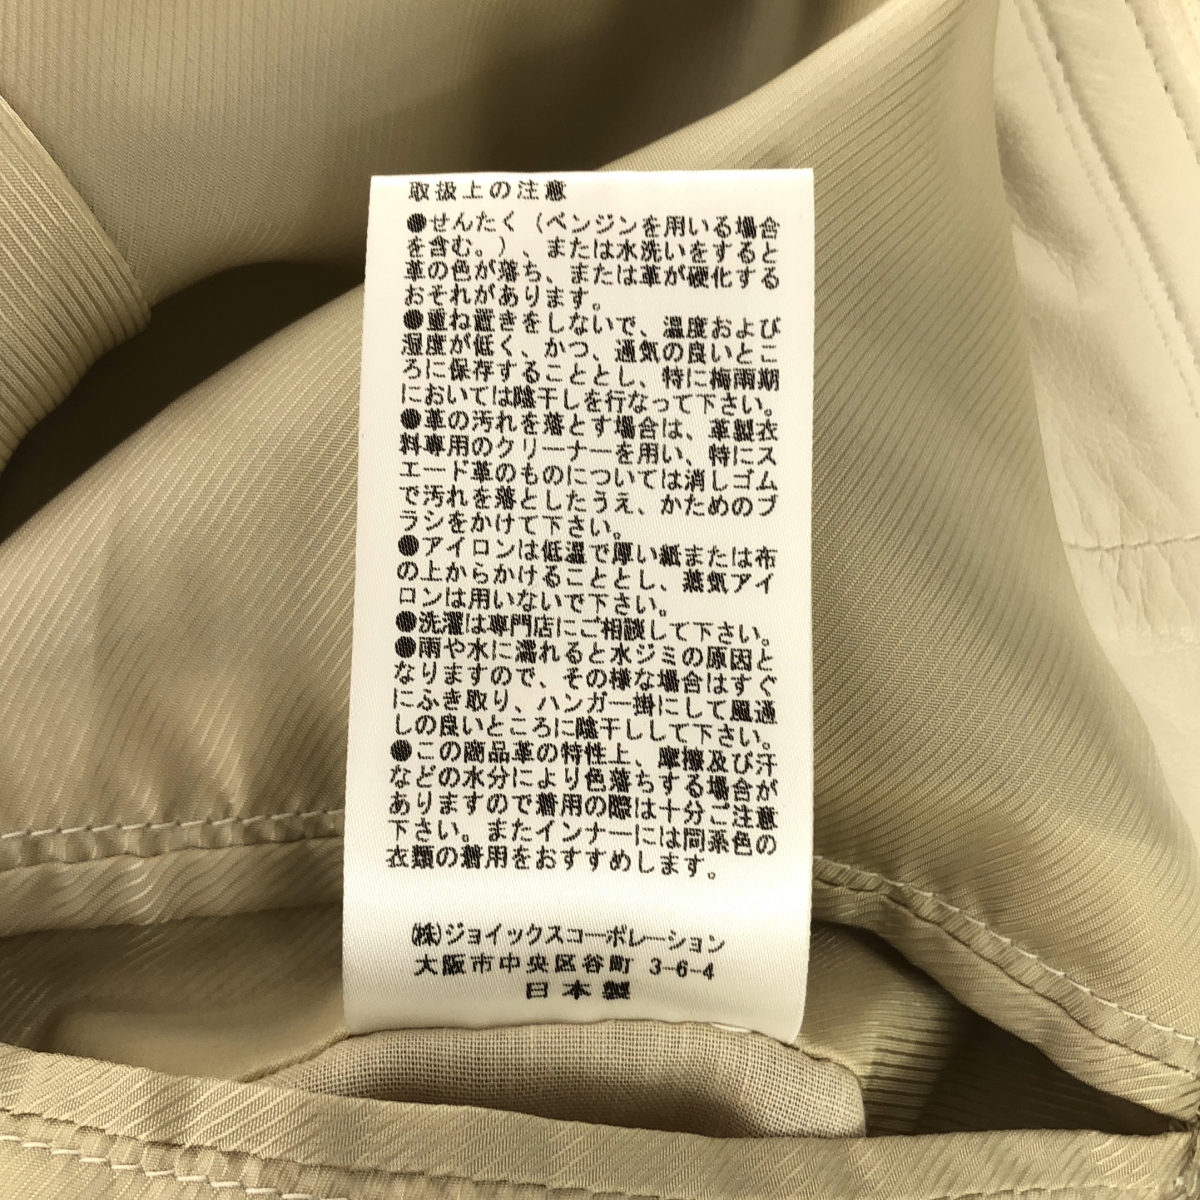 取扱上の注意
●せんたく（ベンジンを用いる場合
を含む。）、または水洗いをすると
革の色が落ち、または革が硬化する
おそれがあります。
●重ね置きをしないで、温度および
湿度が低く、かつ、通気の良いとこ
ろに保存することとし、特に梅雨期
においては陰干しを行なって下さい。
●革の汚れを落とす場合は、革製衣
料専用のクリーナーを用い、特にス
エード革のものについては消しゴム
で汚れを落としたうえ、かためのブ
ラシをかけて下さい。
●アイロンは低温で厚い紙または布
の上からかけることとし、蒸気アイ
ロンは用いないで下さい。
●洗濯は専門店にご相談して下さい。
●雨や水に濡れると水ジミの原因と
なりますので、その様な場合はすぐ
にふき取り、ハンガー掛にして風通
しの良いところに陰干しして下さい。
●この商品革の特性上、摩擦及び汗
などの水分により色落ちする場合が
ありますので着用の際は十分ご注意
下さい。またインナーには同系色の
衣類の着用をおすすめします。
(株)ジョイックスコーポレーション
大阪市中央区谷町 3-6-4
日本製